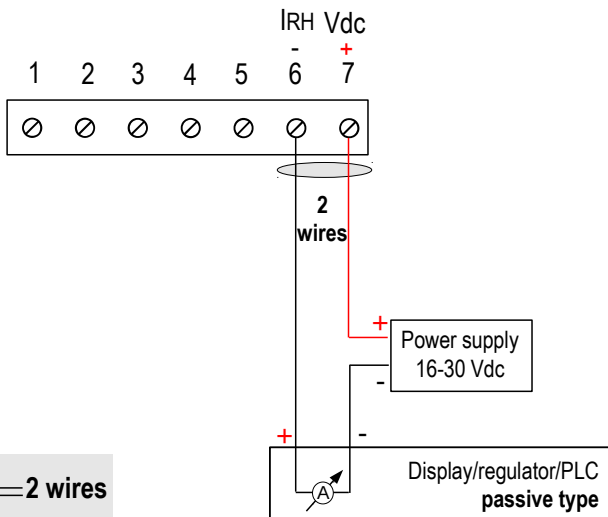 IRH Vdc
- +
1 2 3 4 5 6 7
2
wires
+
Power supply
16-30 Vdc
-
+ -
Display/regulator/PLC
A
passive type
=2 wires